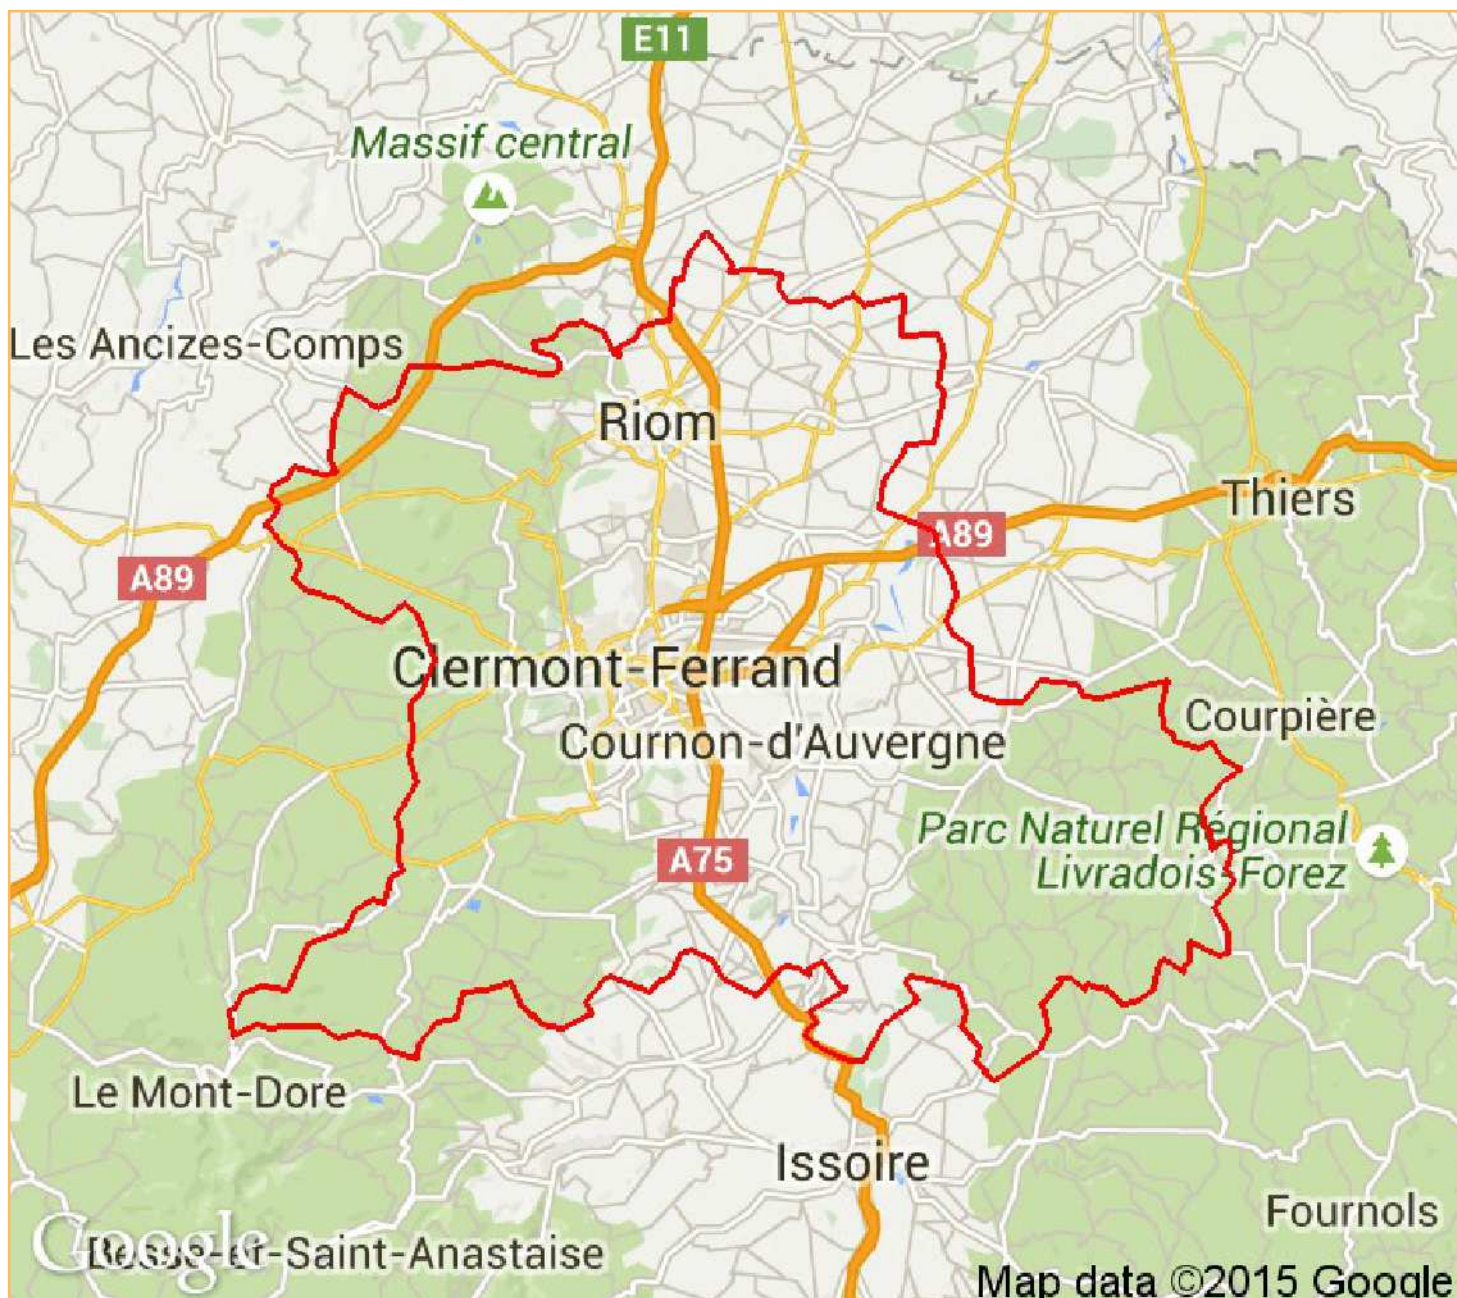 E11
Massif central
Les Ancizes-Comps
Riom
Thiers
A89
A89
Clermont-Ferrand
Courpière
Cournon-d'Auvergne
Parc Naturel Régional
Livradois-Forez
A75
Le Mont-Dore
Issoire
Fournols
Google
Besse-et-Saint-Anastaise
Map data ©2015 Google